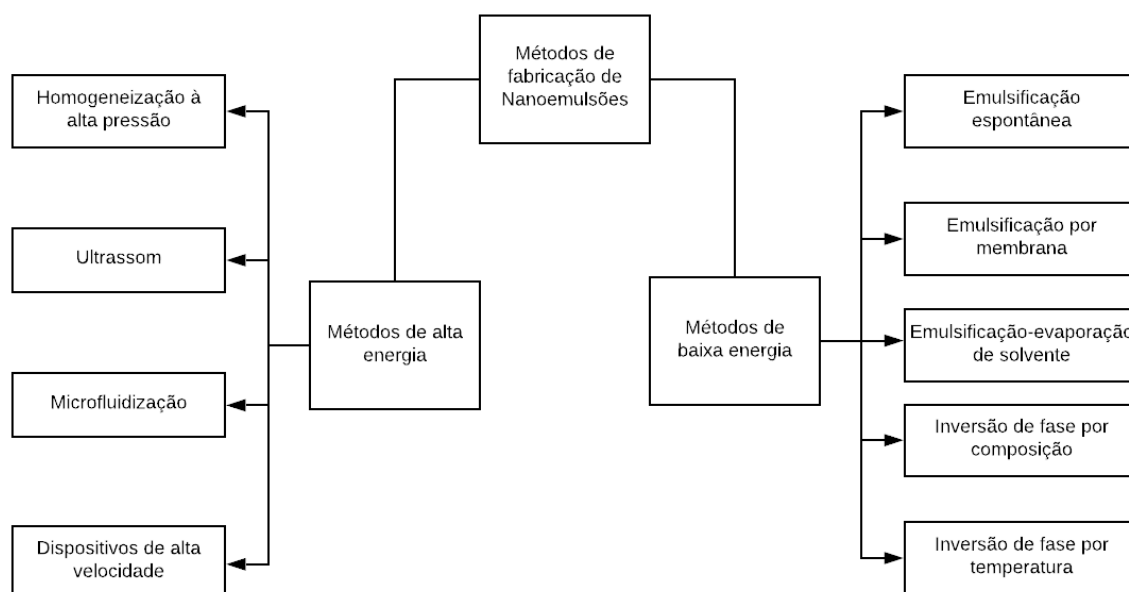 Métodos de
fabricação de
Nanoemulsões
Homogeneização à
alta pressão
Ultrassom
Microfluidização
Dispositivos de alta
velocidade
Métodos de alta
energia
Métodos de
baixa energia
Emulsificação
espontânea
Emulsificação por
membrana
Emulsificação-evaporação
de solvente
Inversão de fase por
composição
Inversão de fase por
temperatura